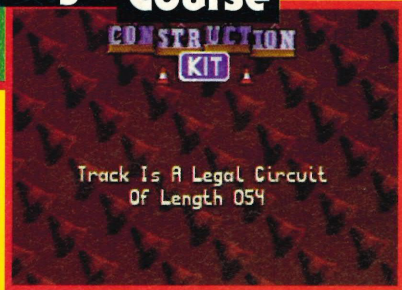 Course
CONSTRUCTION
KIT
Track Is A Legal Circuit
Of Length 054